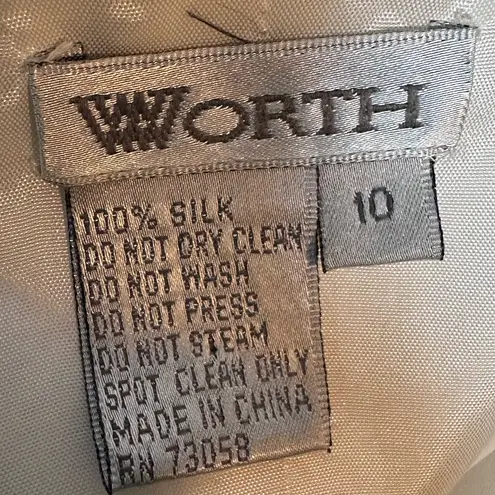 WORTH
10
100% SILK
DO NOT DRY CLEAN
DO NOT WASH
DO NOT PRESS
DO NOT STEAM
SPOT CLEAN ONLY
MADE IN CHINA
RN 73058